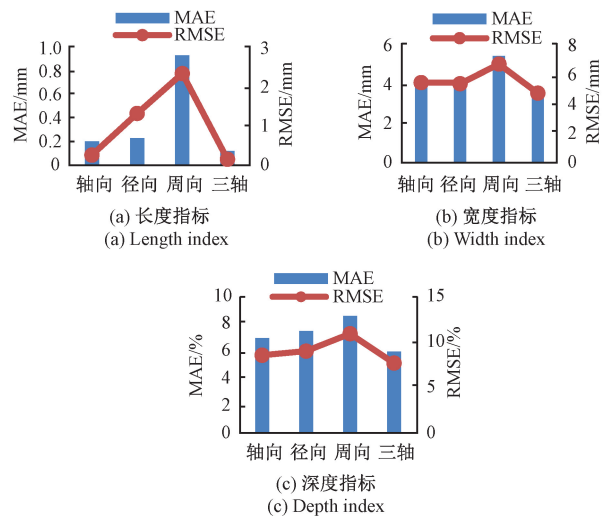 MAE
RMSE
1.0
0.8
0.6
0.4
0.2
0
MAE/mm
3
2
1
0
RMSE/mm
轴向 径向 周向 三轴
(a) 长度指标
(a) Length index
MAE
RMSE
6
4
2
0
MAE/mm
8
6
4
2
0
RMSE/mm
轴向 径向 周向 三轴
(b) 宽度指标
(b) Width index
MAE
RMSE
10
8
6
4
2
0
MAE/%
15
10
5
0
RMSE/%
轴向 径向 周向 三轴
(c) 深度指标
(c) Depth index